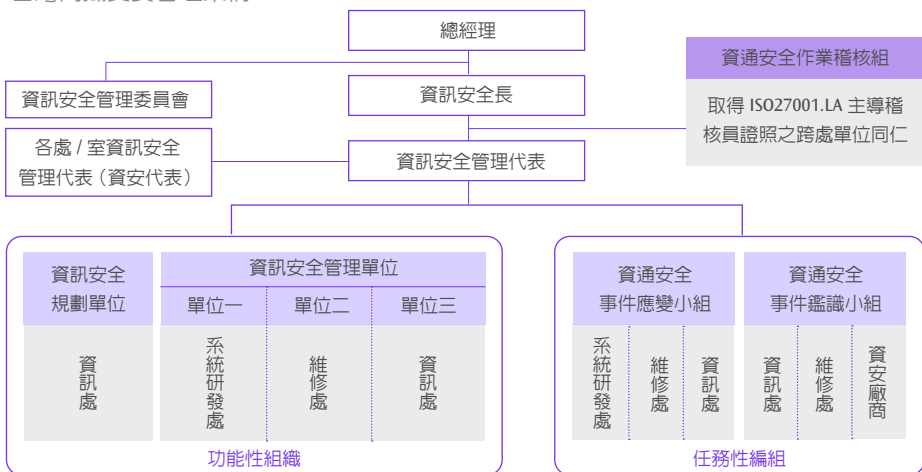 總經理
資訊安全管理委員會
資訊安全長
資通安全作業稽核組
取得 ISO27001.LA 主導稽
核員證照之跨處單位同仁
各處 / 室資訊安全
管理代表（資安代表）
資訊安全管理代表
資訊安全
規劃單位
資訊處
資訊安全管理單位
單位一
單位二
單位三
系統研發處
維修處
資訊處
功能性組織
資通安全
事件應變小組
系統研發處
維修處
資訊處
資通安全
事件鑑識小組
資訊處
維修處
資安廠商
任務性編組